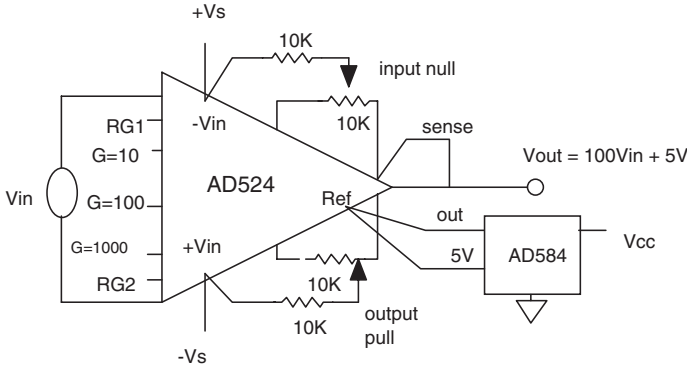 +Vs
10K
input null
10K
-Vin
RG1
G=10
sense
Vout = 100Vin + 5V
AD524
Vin
G=100
Ref
out
+Vin
G=1000
5V
AD584
Vcc
RG2
10K
10K
output
pull
-Vs